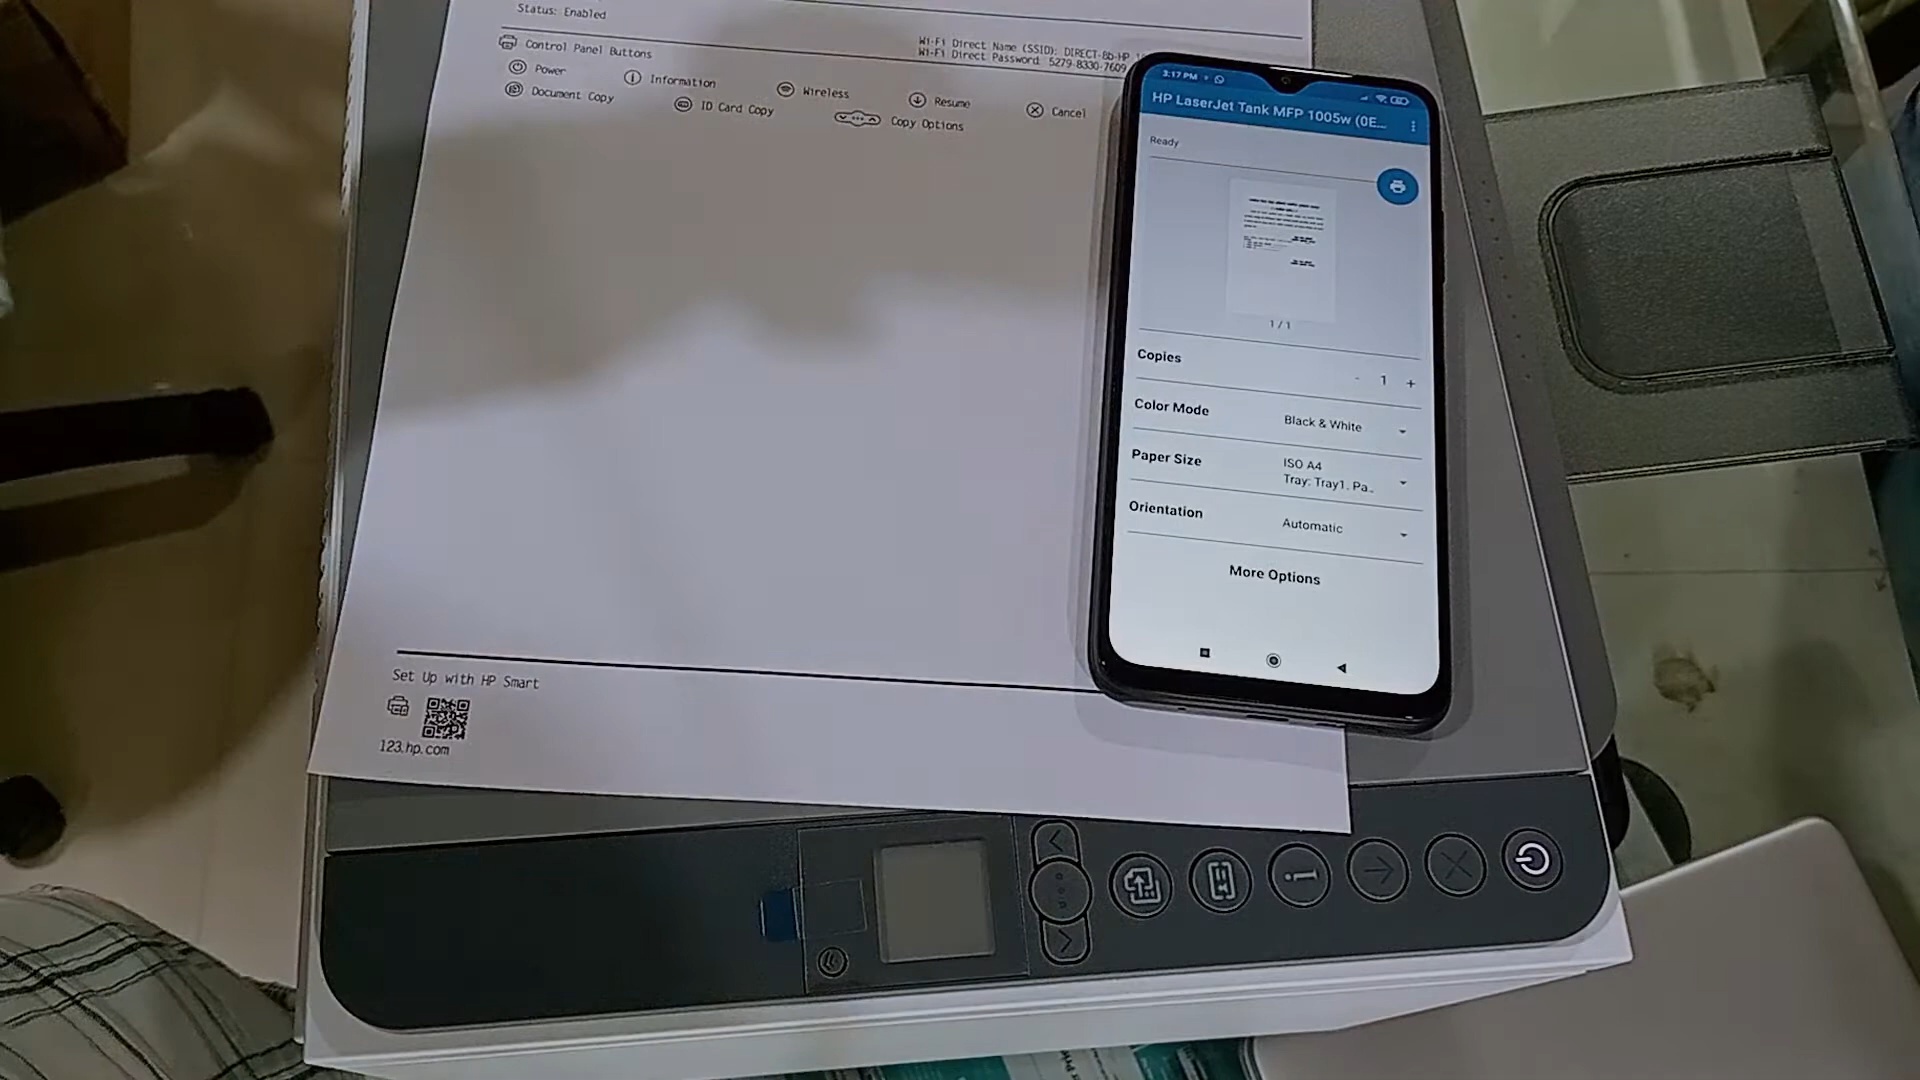 Status: Enabled
Control Panel Buttons
Wi-Fi Direct Name (SSID): DIRECT-8b-HP
Wi-Fi Direct Password: 5279-8330-7609
Power
Information
Wireless
Resume
Cancel
Document Copy
ID Card Copy
Copy Options
Set Up with HP Smart
123.hp.com
3:17 PM
HP LaserJet Tank MFP 1005w (0E...
Ready
1/1
Copies - 1 +
Color Mode Black & White
Paper Size ISO A4
Tray: Tray1, Pa..
Orientation Automatic
More Options